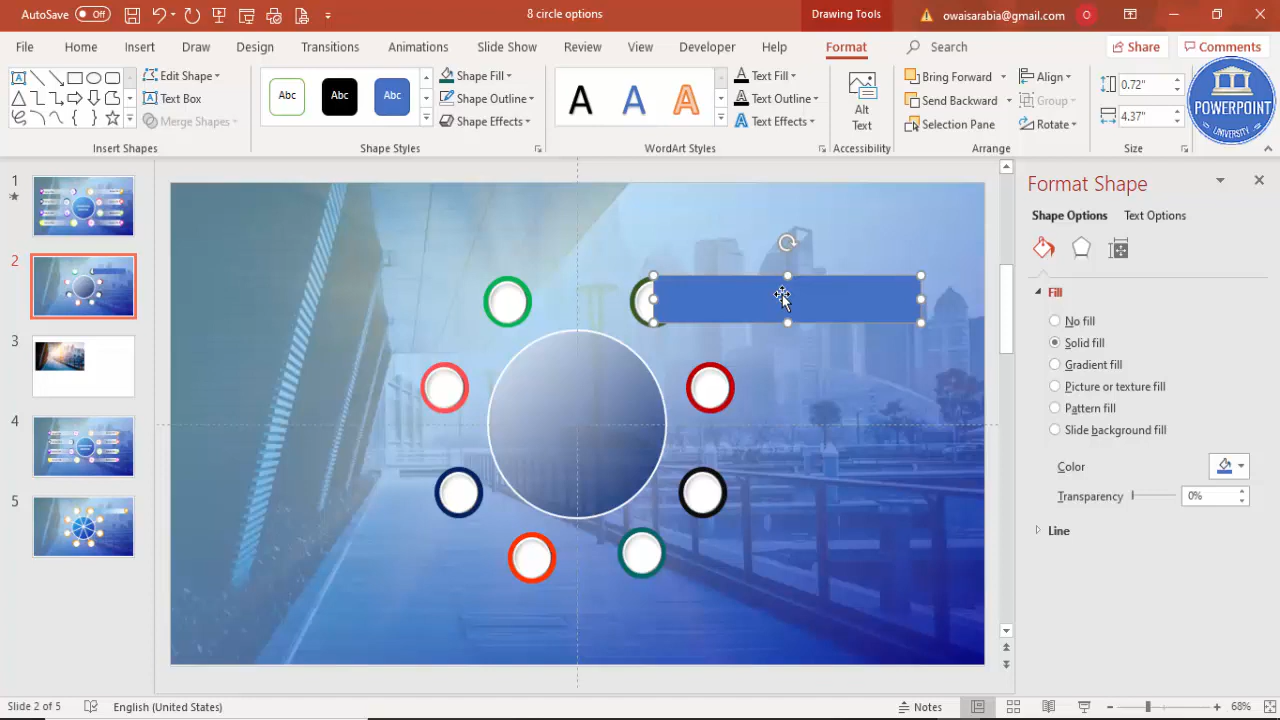 AutoSave Off 8 circle options Drawing Tools owaisarabia@gmail.com O
File Home Insert Draw Design Transitions Animations Slide Show Review View Developer Help Format Search Share Comments
Edit Shape
Text Box
Merge Shapes
Insert Shapes
Abc Abc Abc
Shape Fill
Shape Outline
Shape Effects
Shape Styles
A A A
Text Fill
Text Outline
Text Effects
WordArt Styles
Alt
Text
Accessibility
Bring Forward
Send Backward
Selection Pane
Align
Group
Rotate
Arrange
0.72"
4.37"
Size
POWERPOINT
UNIVERSITY
1
2
3
4
5
Format Shape
Shape Options Text Options
Fill
No fill
Solid fill
Gradient fill
Picture or texture fill
Pattern fill
Slide background fill
Color
Transparency 0%
Line
Slide 2 of 5 English (United States) Notes 68%